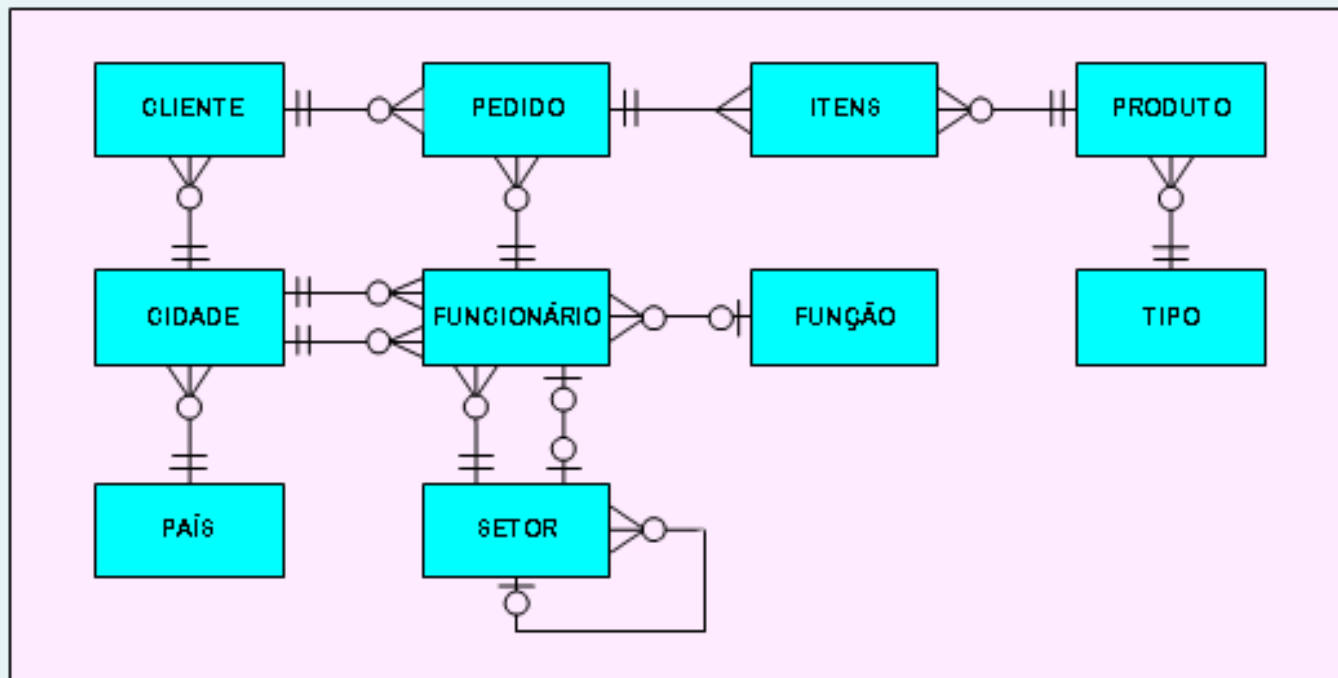 CLIENTE
PEDIDO
ITENS
PRODUTO
CIDADE
FUNCIONÁRIO
FUNÇÃO
TIPO
PAÍS
SETOR